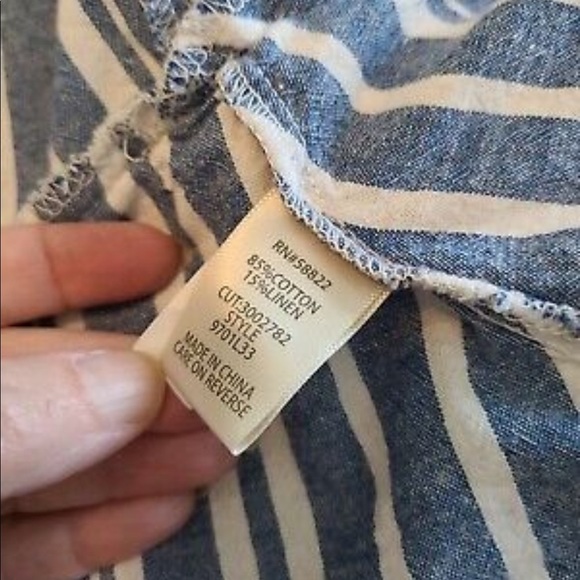 RN#58822
85%COTTON
15%LINEN
CUT:3002782
STYLE
9701L33
MADE IN CHINA
CARE ON REVERSE